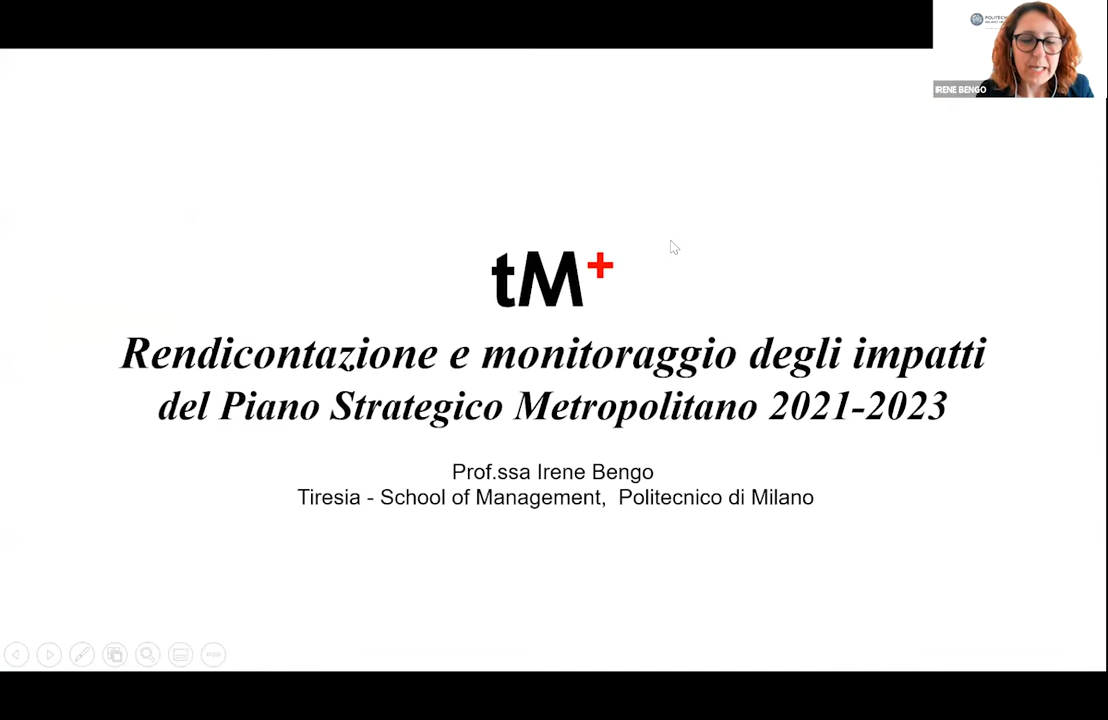 IRENE BENGO
tM+
Rendicontazione e monitoraggio degli impatti
del Piano Strategico Metropolitano 2021-2023
Prof.ssa Irene Bengo
Tiresia - School of Management, Politecnico di Milano